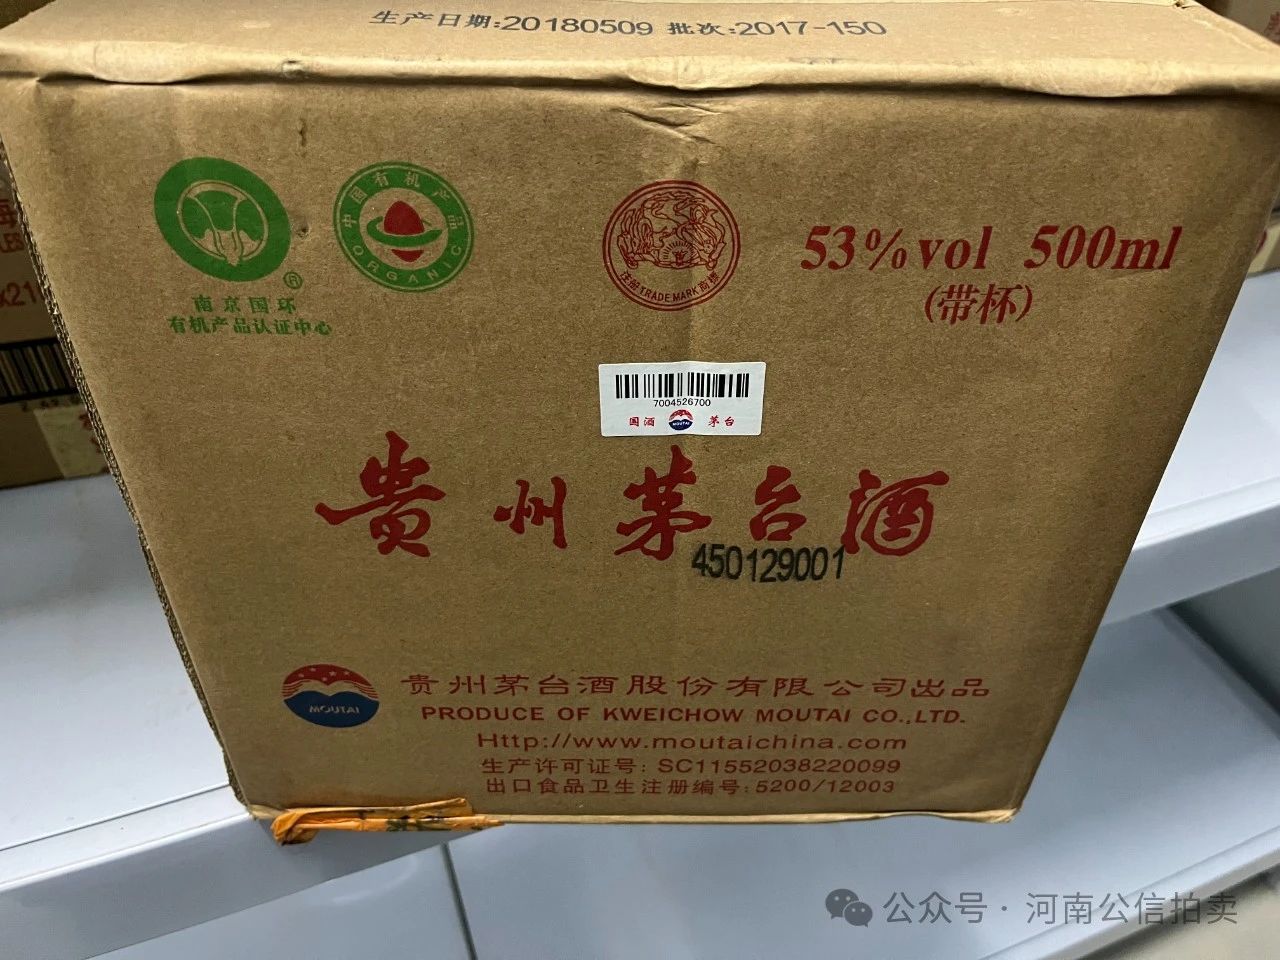 生产日期:20180509 批次:2017-150
中国有机产品
ORGANIC
®
南京国环
有机产品认证中心
注册 TRADE MARK 商标
53%vol 500ml
(带杯)
7004526700
国酒 MOUTAI 茅台
贵州茅台酒
450129001
MOUTAI
贵州茅台酒股份有限公司出品
PRODUCE OF KWEICHOW MOUTAI CO.,LTD.
Http://www.moutaichina.com
生产许可证号: SC11552038220099
出口食品卫生注册编号: 5200/12003
公众号 · 河南公信拍卖